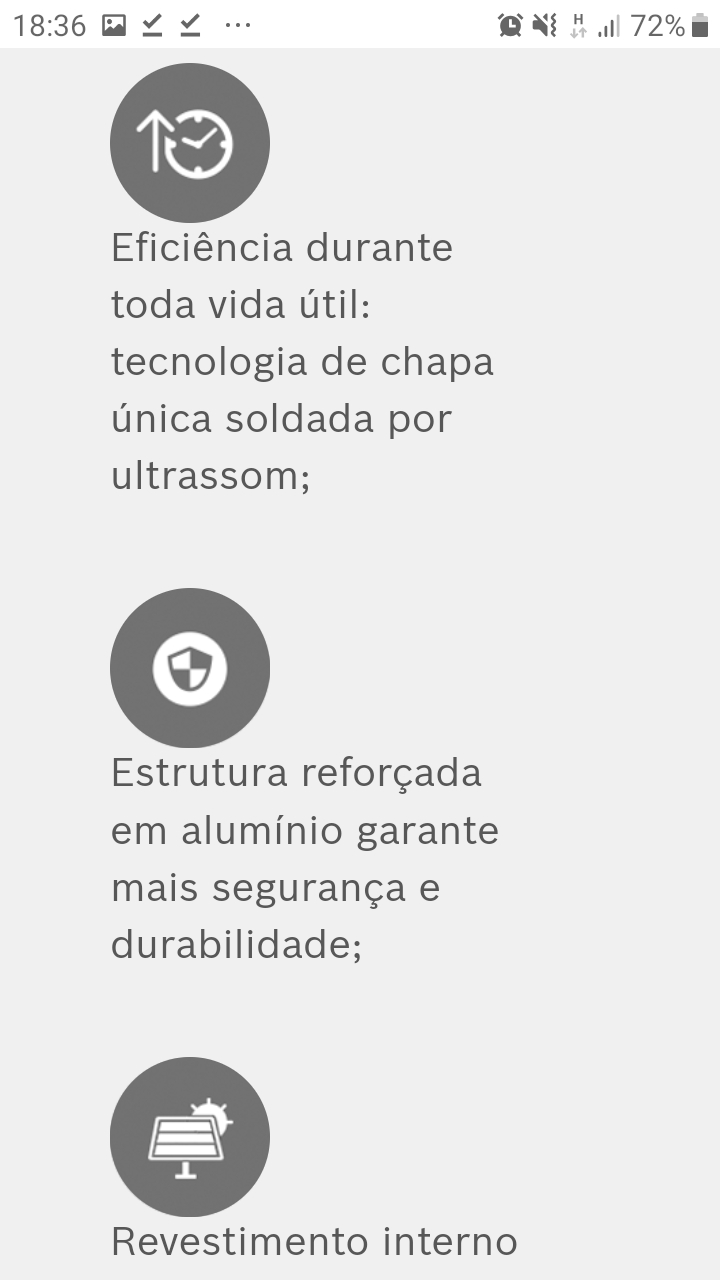 18:36 H 72%
Eficiência durante
toda vida útil:
tecnologia de chapa
única soldada por
ultrassom;
Estrutura reforçada
em alumínio garante
mais segurança e
durabilidade;
Revestimento interno